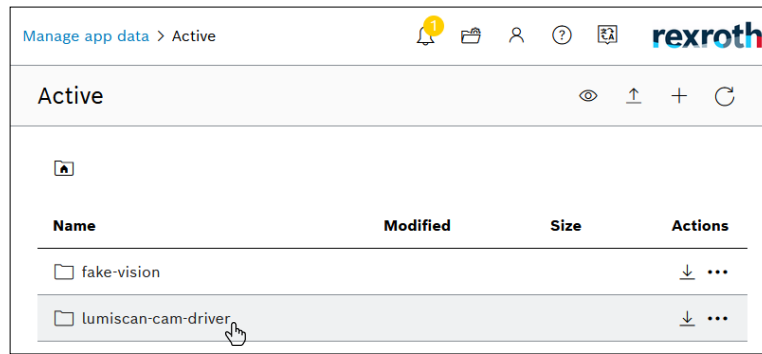 Manage app data > Active
1
rexroth
Active
Name Modified Size Actions
fake-vision
lumiscan-cam-driver